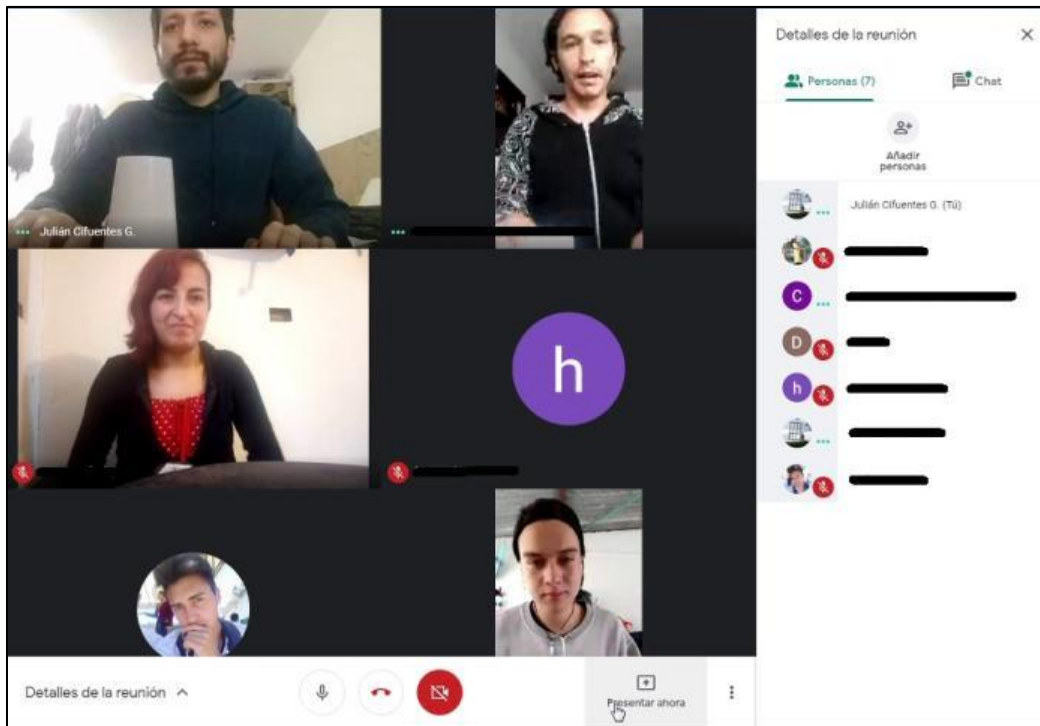 Detalles de la reunión
Personas (7)
Chat
Añadir
personas
Julián Cifuentes G. (Tú)
C
D
h
Julián Cifuentes G.
h
Detalles de la reunión
Presentar ahora